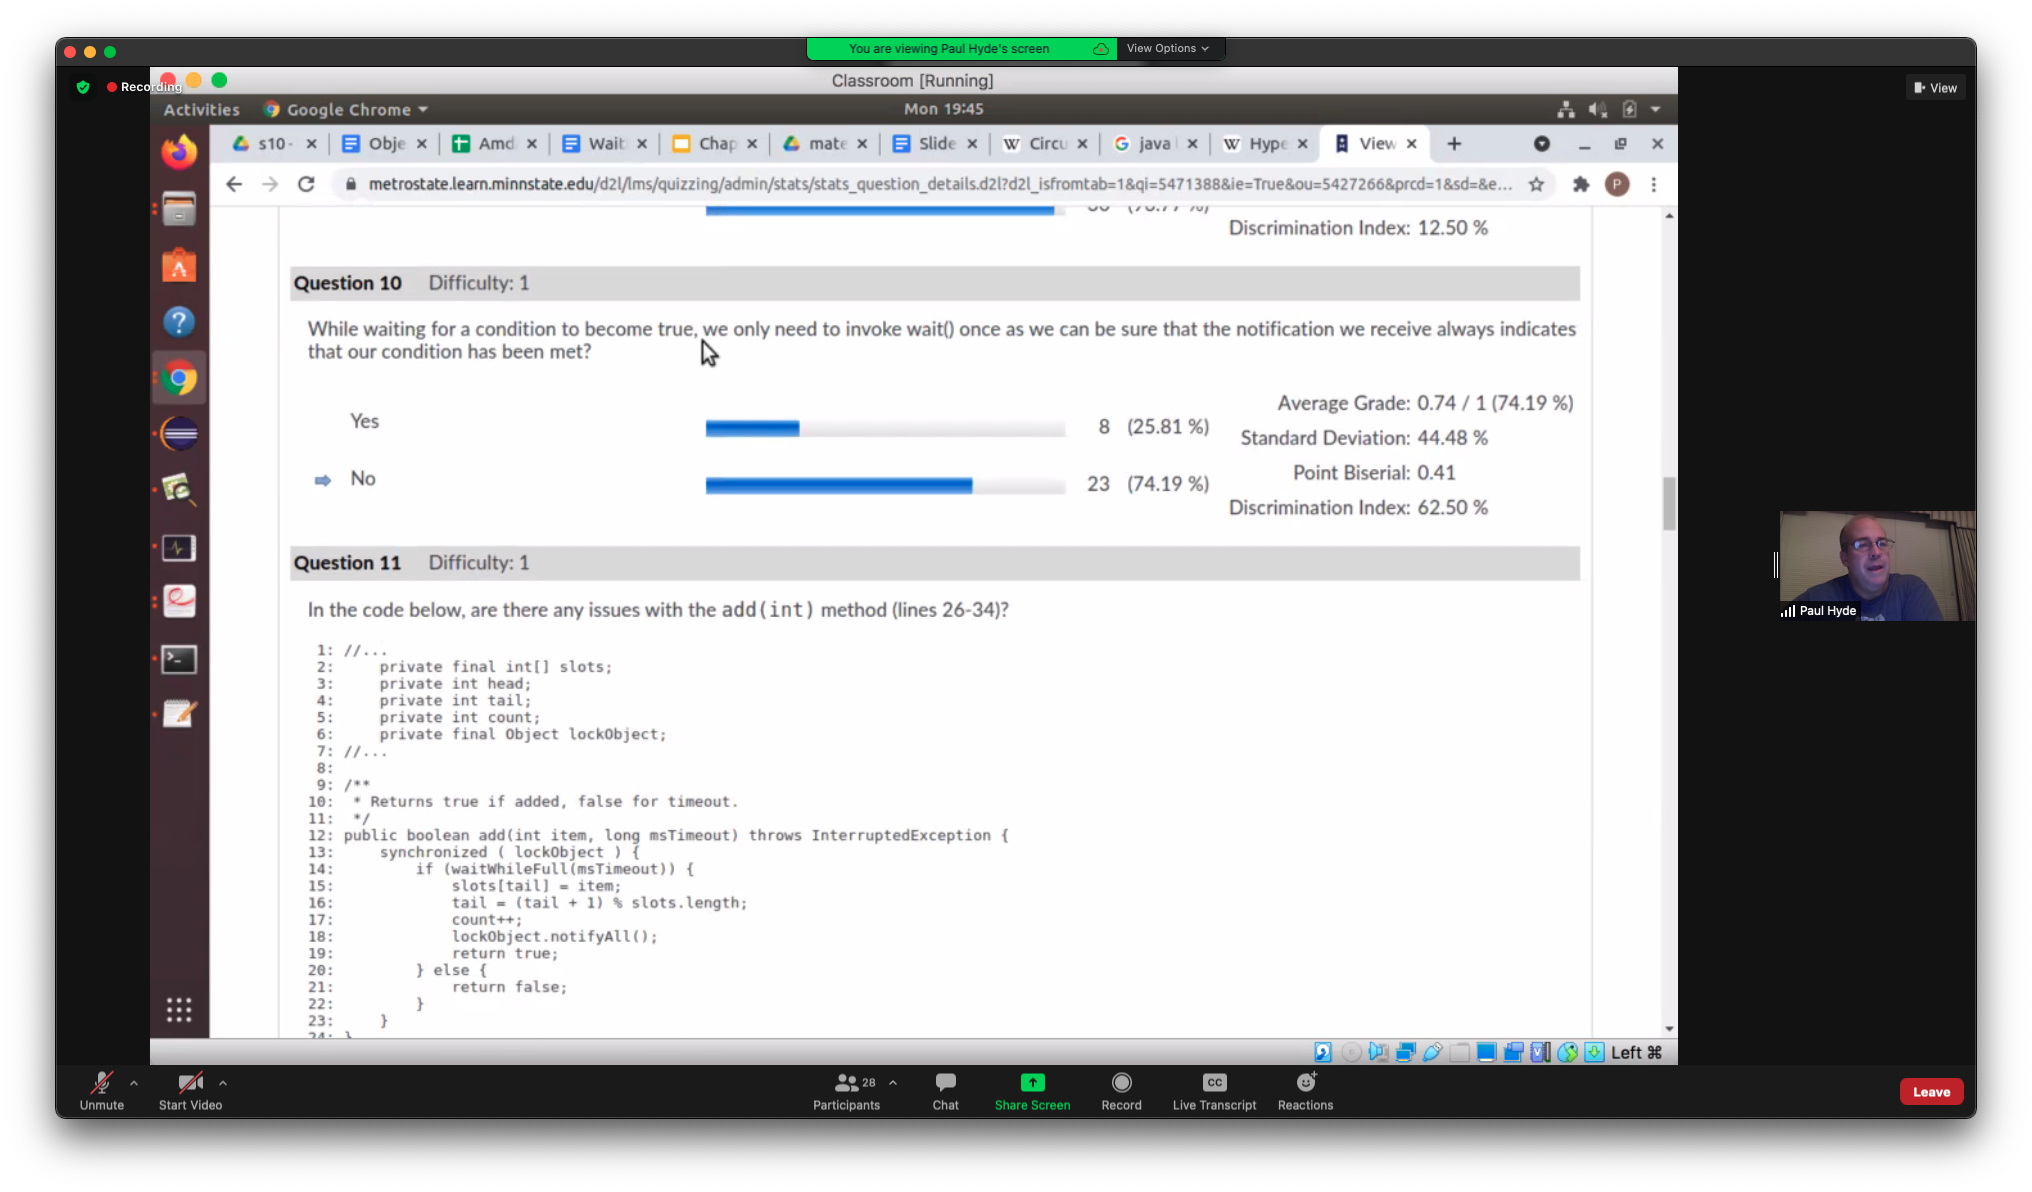 You are viewing Paul Hyde's screen
View Options
Recording
Classroom [Running]
View
Activities
Google Chrome
Mon 19:45
s10-
Obje
Amd
Wait
Chap
mate
Slide
Circu
java
Hype
View
metrostate.learn.minnstate.edu/d2l/lms/quizzing/admin/stats/stats_question_details.d2l?d2l_isfromtab=1&qi=5471388&ie=True&ou=5427266&prcd=1&sd=&e...
P
Discrimination Index: 12.50 %
Question 10 Difficulty: 1
While waiting for a condition to become true, we only need to invoke wait() once as we can be sure that the notification we receive always indicates
that our condition has been met?
Average Grade: 0.74 / 1 (74.19 %)
Yes
8 (25.81 %)
Standard Deviation: 44.48 %
Point Biserial: 0.41
No
23 (74.19 %)
Discrimination Index: 62.50 %
Question 11 Difficulty: 1
In the code below, are there any issues with the add(int) method (lines 26-34)?
1: //...
2: private final int[] slots;
3: private int head;
4: private int tail;
5: private int count;
6: private final Object lockObject;
7: //...
8:
9: /**
10: * Returns true if added, false for timeout.
11: */
12: public boolean add(int item, long msTimeout) throws InterruptedException {
13: synchronized ( lockObject ) {
14: if (waitWhileFull(msTimeout)) {
15: slots[tail] = item;
16: tail = (tail + 1) % slots.length;
17: count++;
18: lockObject.notifyAll();
19: return true;
20: } else {
21: return false;
22: }
23: }
24: }
Paul Hyde
Left ⌘
Unmute
Start Video
28
Participants
Chat
Share Screen
Record
CC
Live Transcript
Reactions
Leave